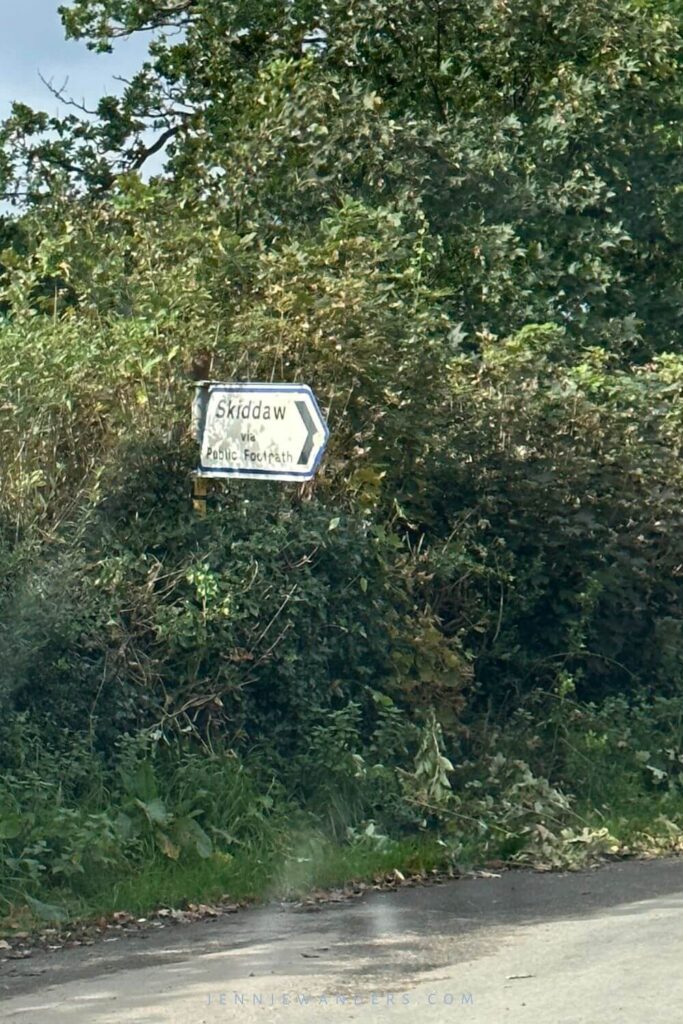 Skiddaw
via
Public Footpath
JENNIEWANDERS.COM